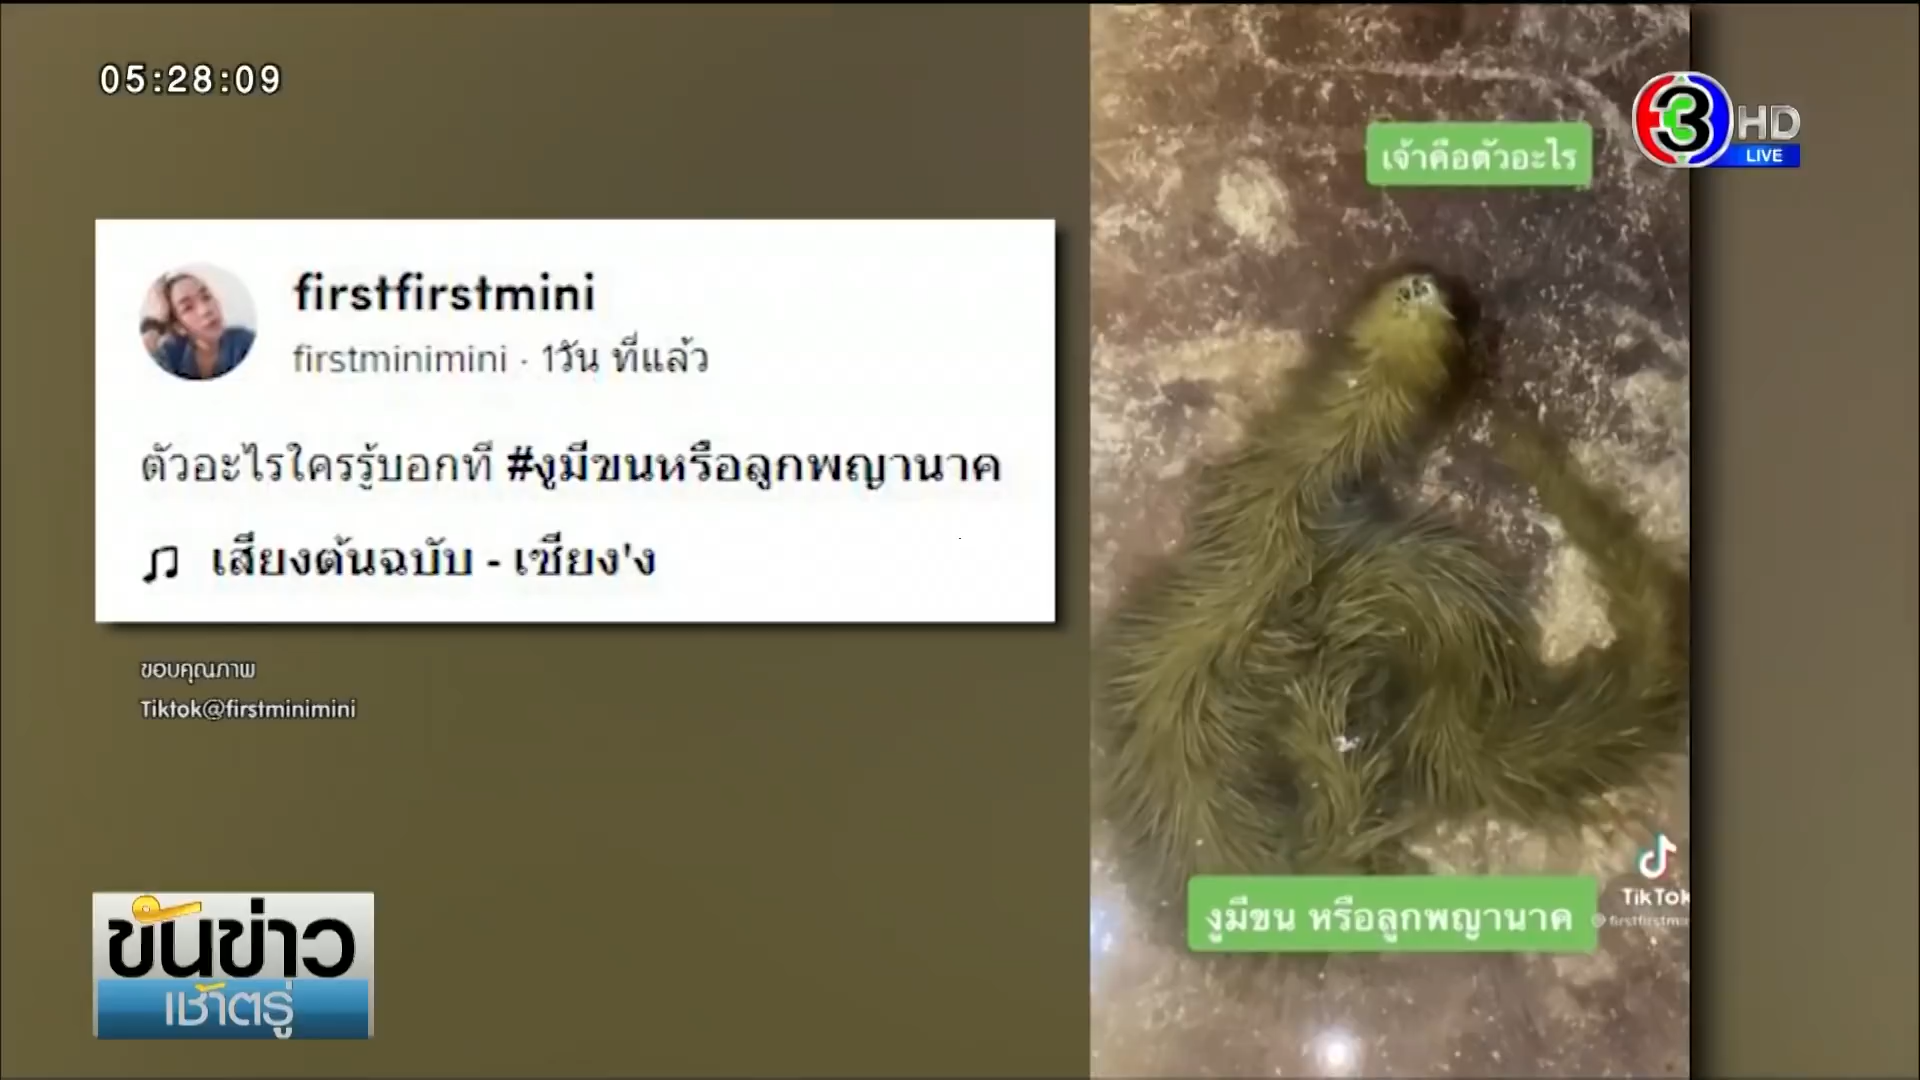 05:28:09
3 HD
LIVE
เจ้าคือตัวอะไร
firstfirstmini
firstminimini · 1วัน ที่แล้ว
ตัวอะไรใครรู้บอกที #งูมีขนหรือลูกพญานาค
เสียงต้นฉบับ - เซียง'ง
ขอบคุณภาพ
Tiktok@firstminimini
TikTok
งูมีขน หรือลูกพญานาค
ขันข่าว
เช้าตรู่